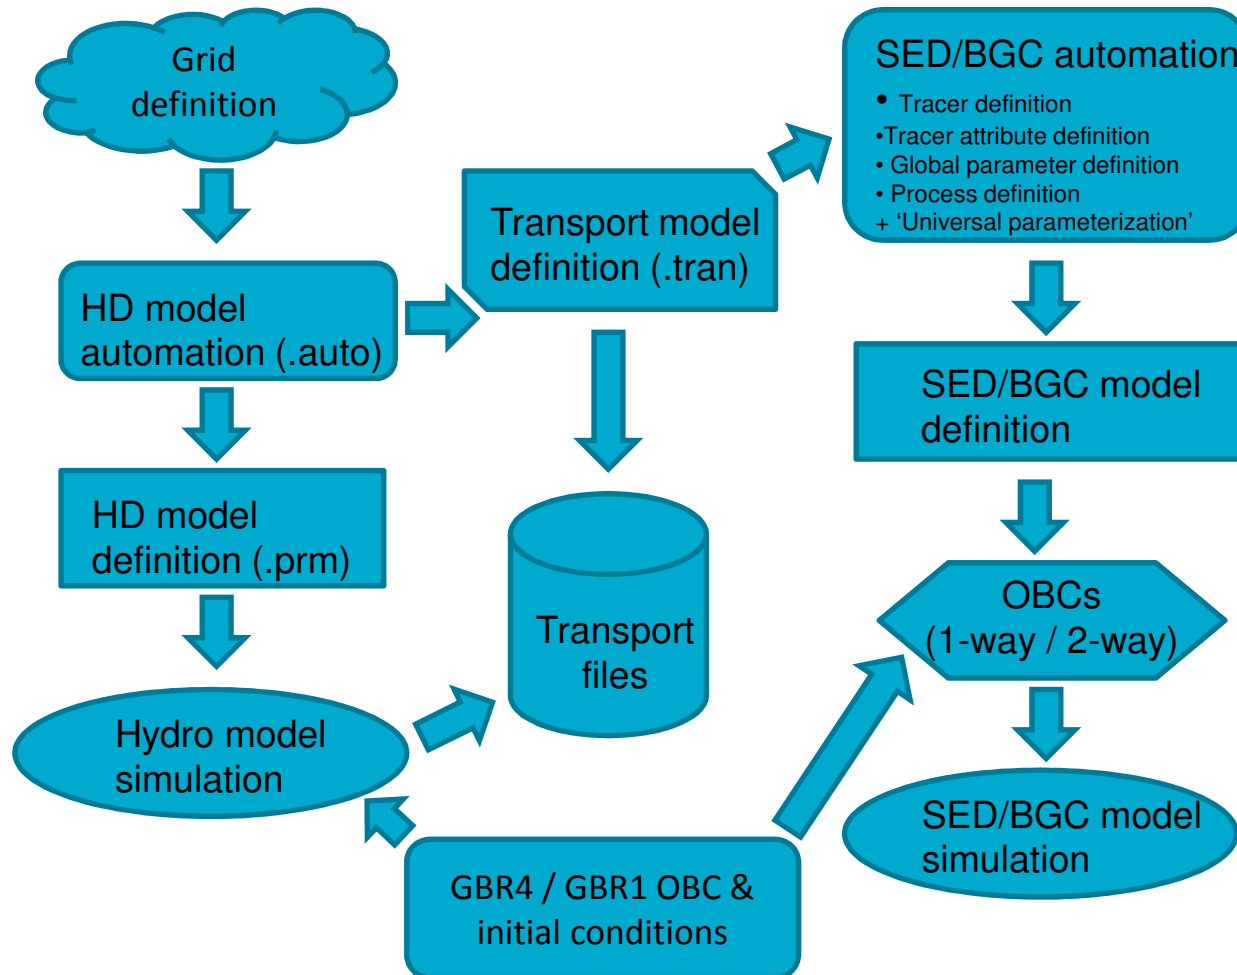 Grid
definition
HD model
automation (.auto)
HD model
definition (.prm)
Hydro model
simulation
Transport model
definition (.tran)
Transport
files
GBR4 / GBR1 OBC &
initial conditions
SED/BGC automation
• Tracer definition
•Tracer attribute definition
• Global parameter definition
• Process definition
+ ‘Universal parameterization’
SED/BGC model
definition
OBCs
(1-way / 2-way)
SED/BGC model
simulation